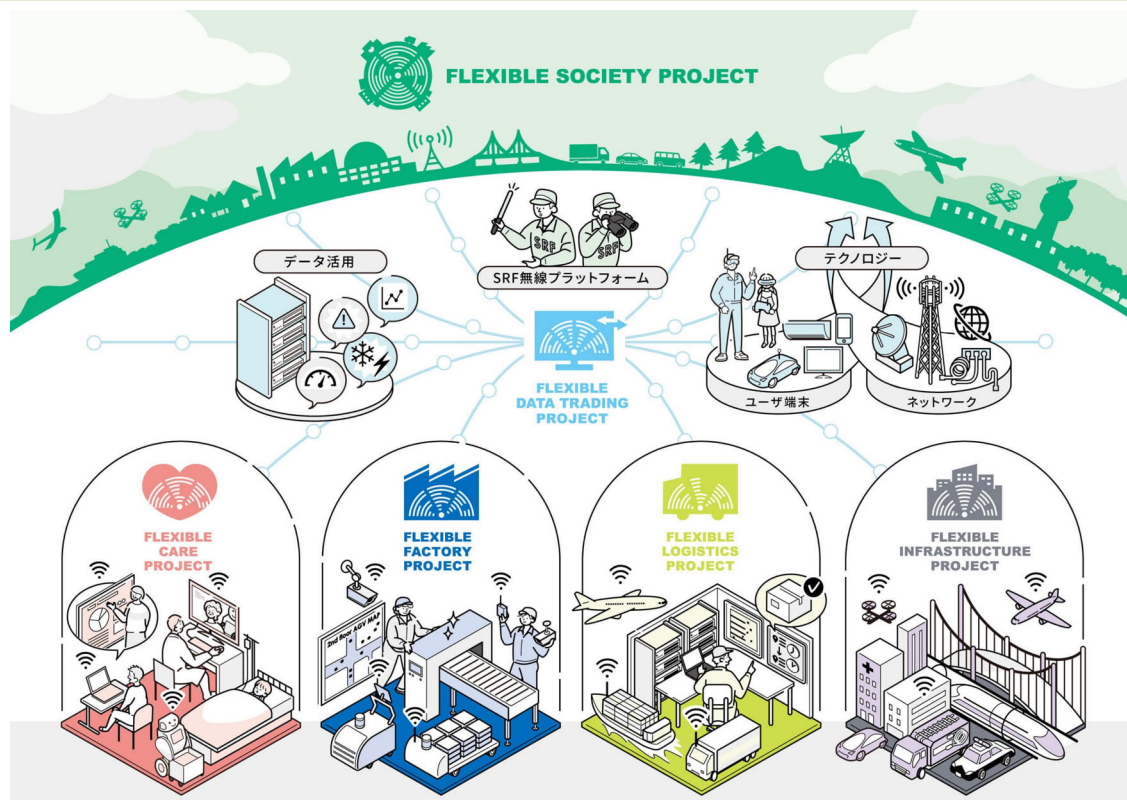 FLEXIBLE SOCIETY PROJECT
データ活用
SRF
SRF
SRF無線プラットフォーム
テクノロジー
FLEXIBLE
DATA TRADING
PROJECT
ユーザ端末
ネットワーク
FLEXIBLE
CARE
PROJECT
FLEXIBLE
FACTORY
PROJECT
2nd floor AGV MAP
FLEXIBLE
LOGISTICS
PROJECT
FLEXIBLE
INFRASTRUCTURE
PROJECT